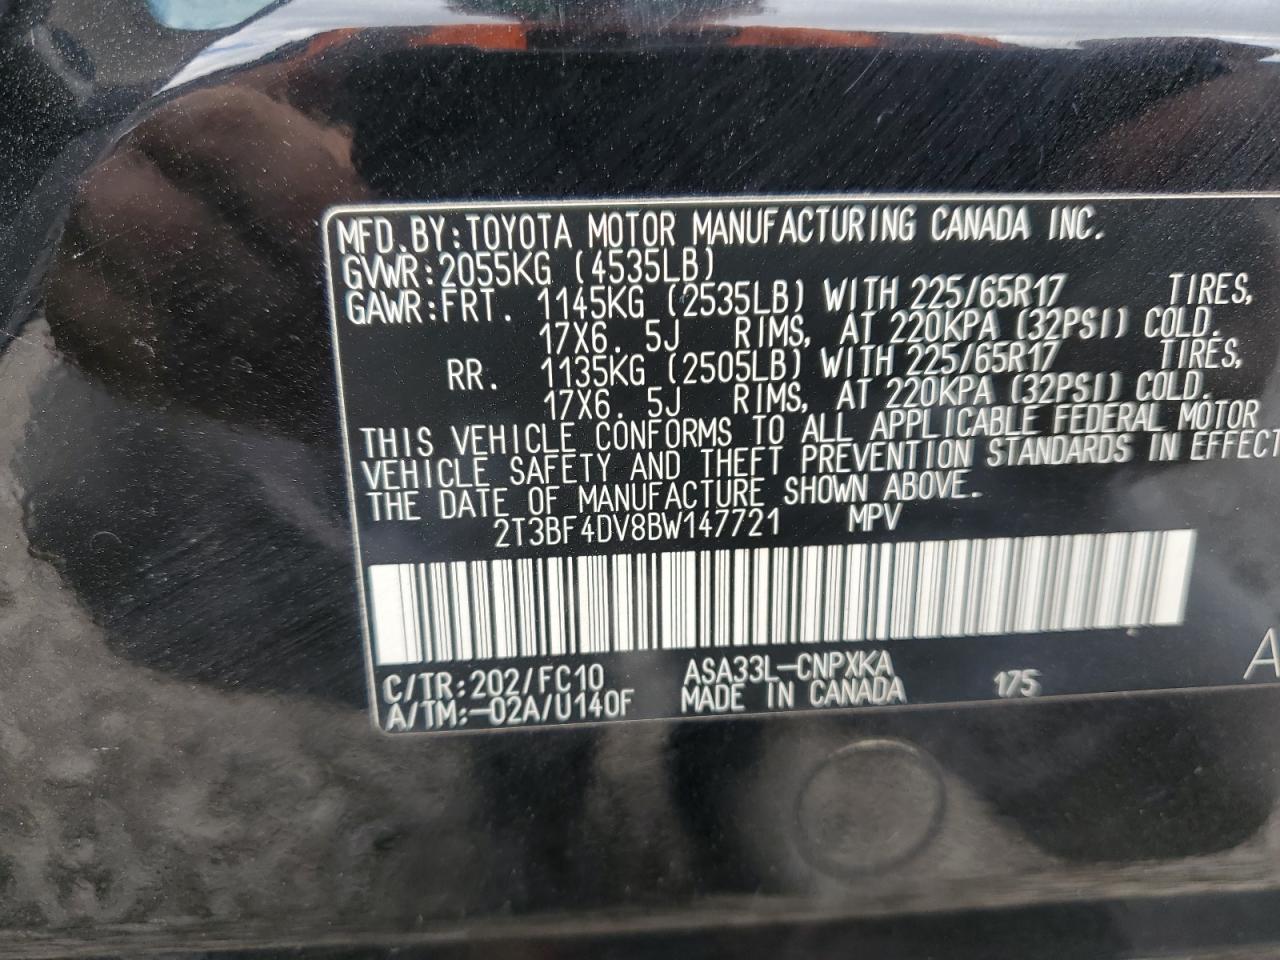 MFD.BY:TOYOTA MOTOR MANUFACTURING CANADA INC.
GVWR:2055KG (4535LB)
GAWR:FRT. 1145KG (2535LB) WITH 225/65R17 TIRES,
17X6. 5J RIMS, AT 220KPA (32PSI) COLD.
RR. 1135KG (2505LB) WITH 225/65R17 TIRES,
17X6. 5J RIMS, AT 220KPA (32PSI) COLD.
THIS VEHICLE CONFORMS TO ALL APPLICABLE FEDERAL MOTOR
VEHICLE SAFETY AND THEFT PREVENTION STANDARDS IN EFFECT
THE DATE OF MANUFACTURE SHOWN ABOVE.
2T3BF4DV8BW147721 MPV
C/TR:202/FC10 ASA33L-CNPXKA
A/TM:-02A/U140F MADE IN CANADA 175 A